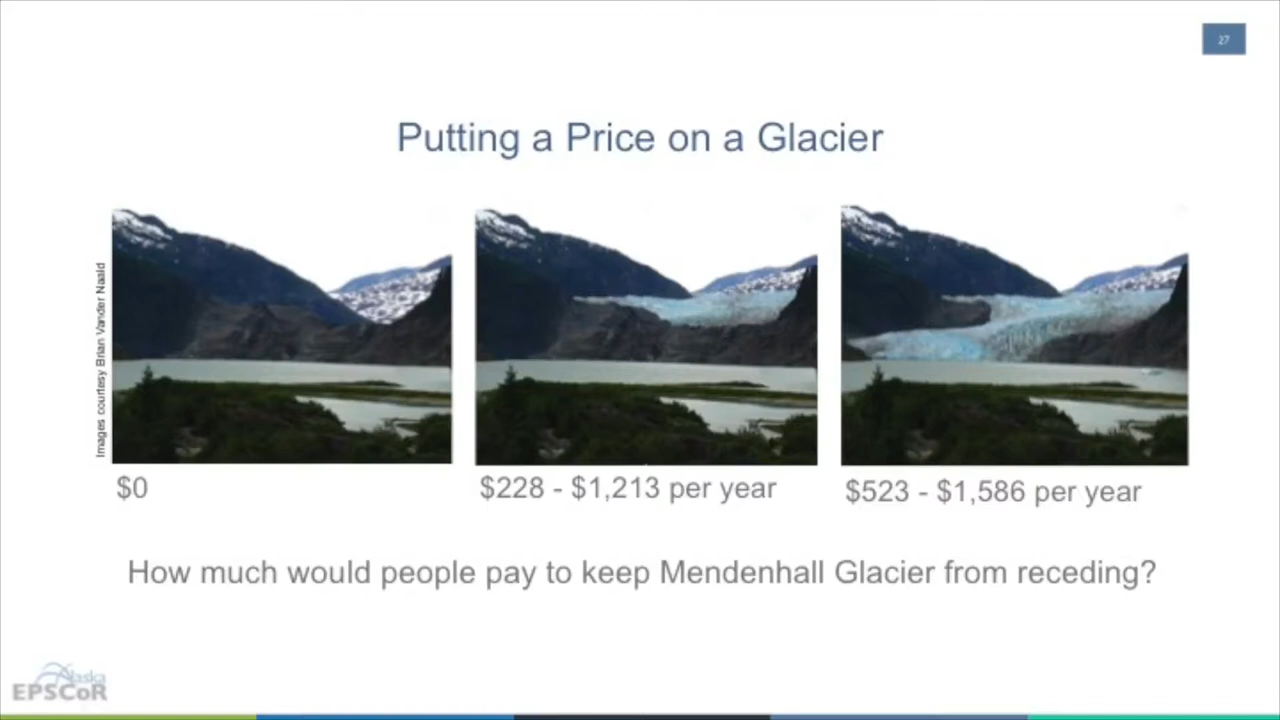 27
Putting a Price on a Glacier
Images courtesy Brian Vander Naald
$0
$228 - $1,213 per year
$523 - $1,586 per year
How much would people pay to keep Mendenhall Glacier from receding?
Alaska
EPSCoR